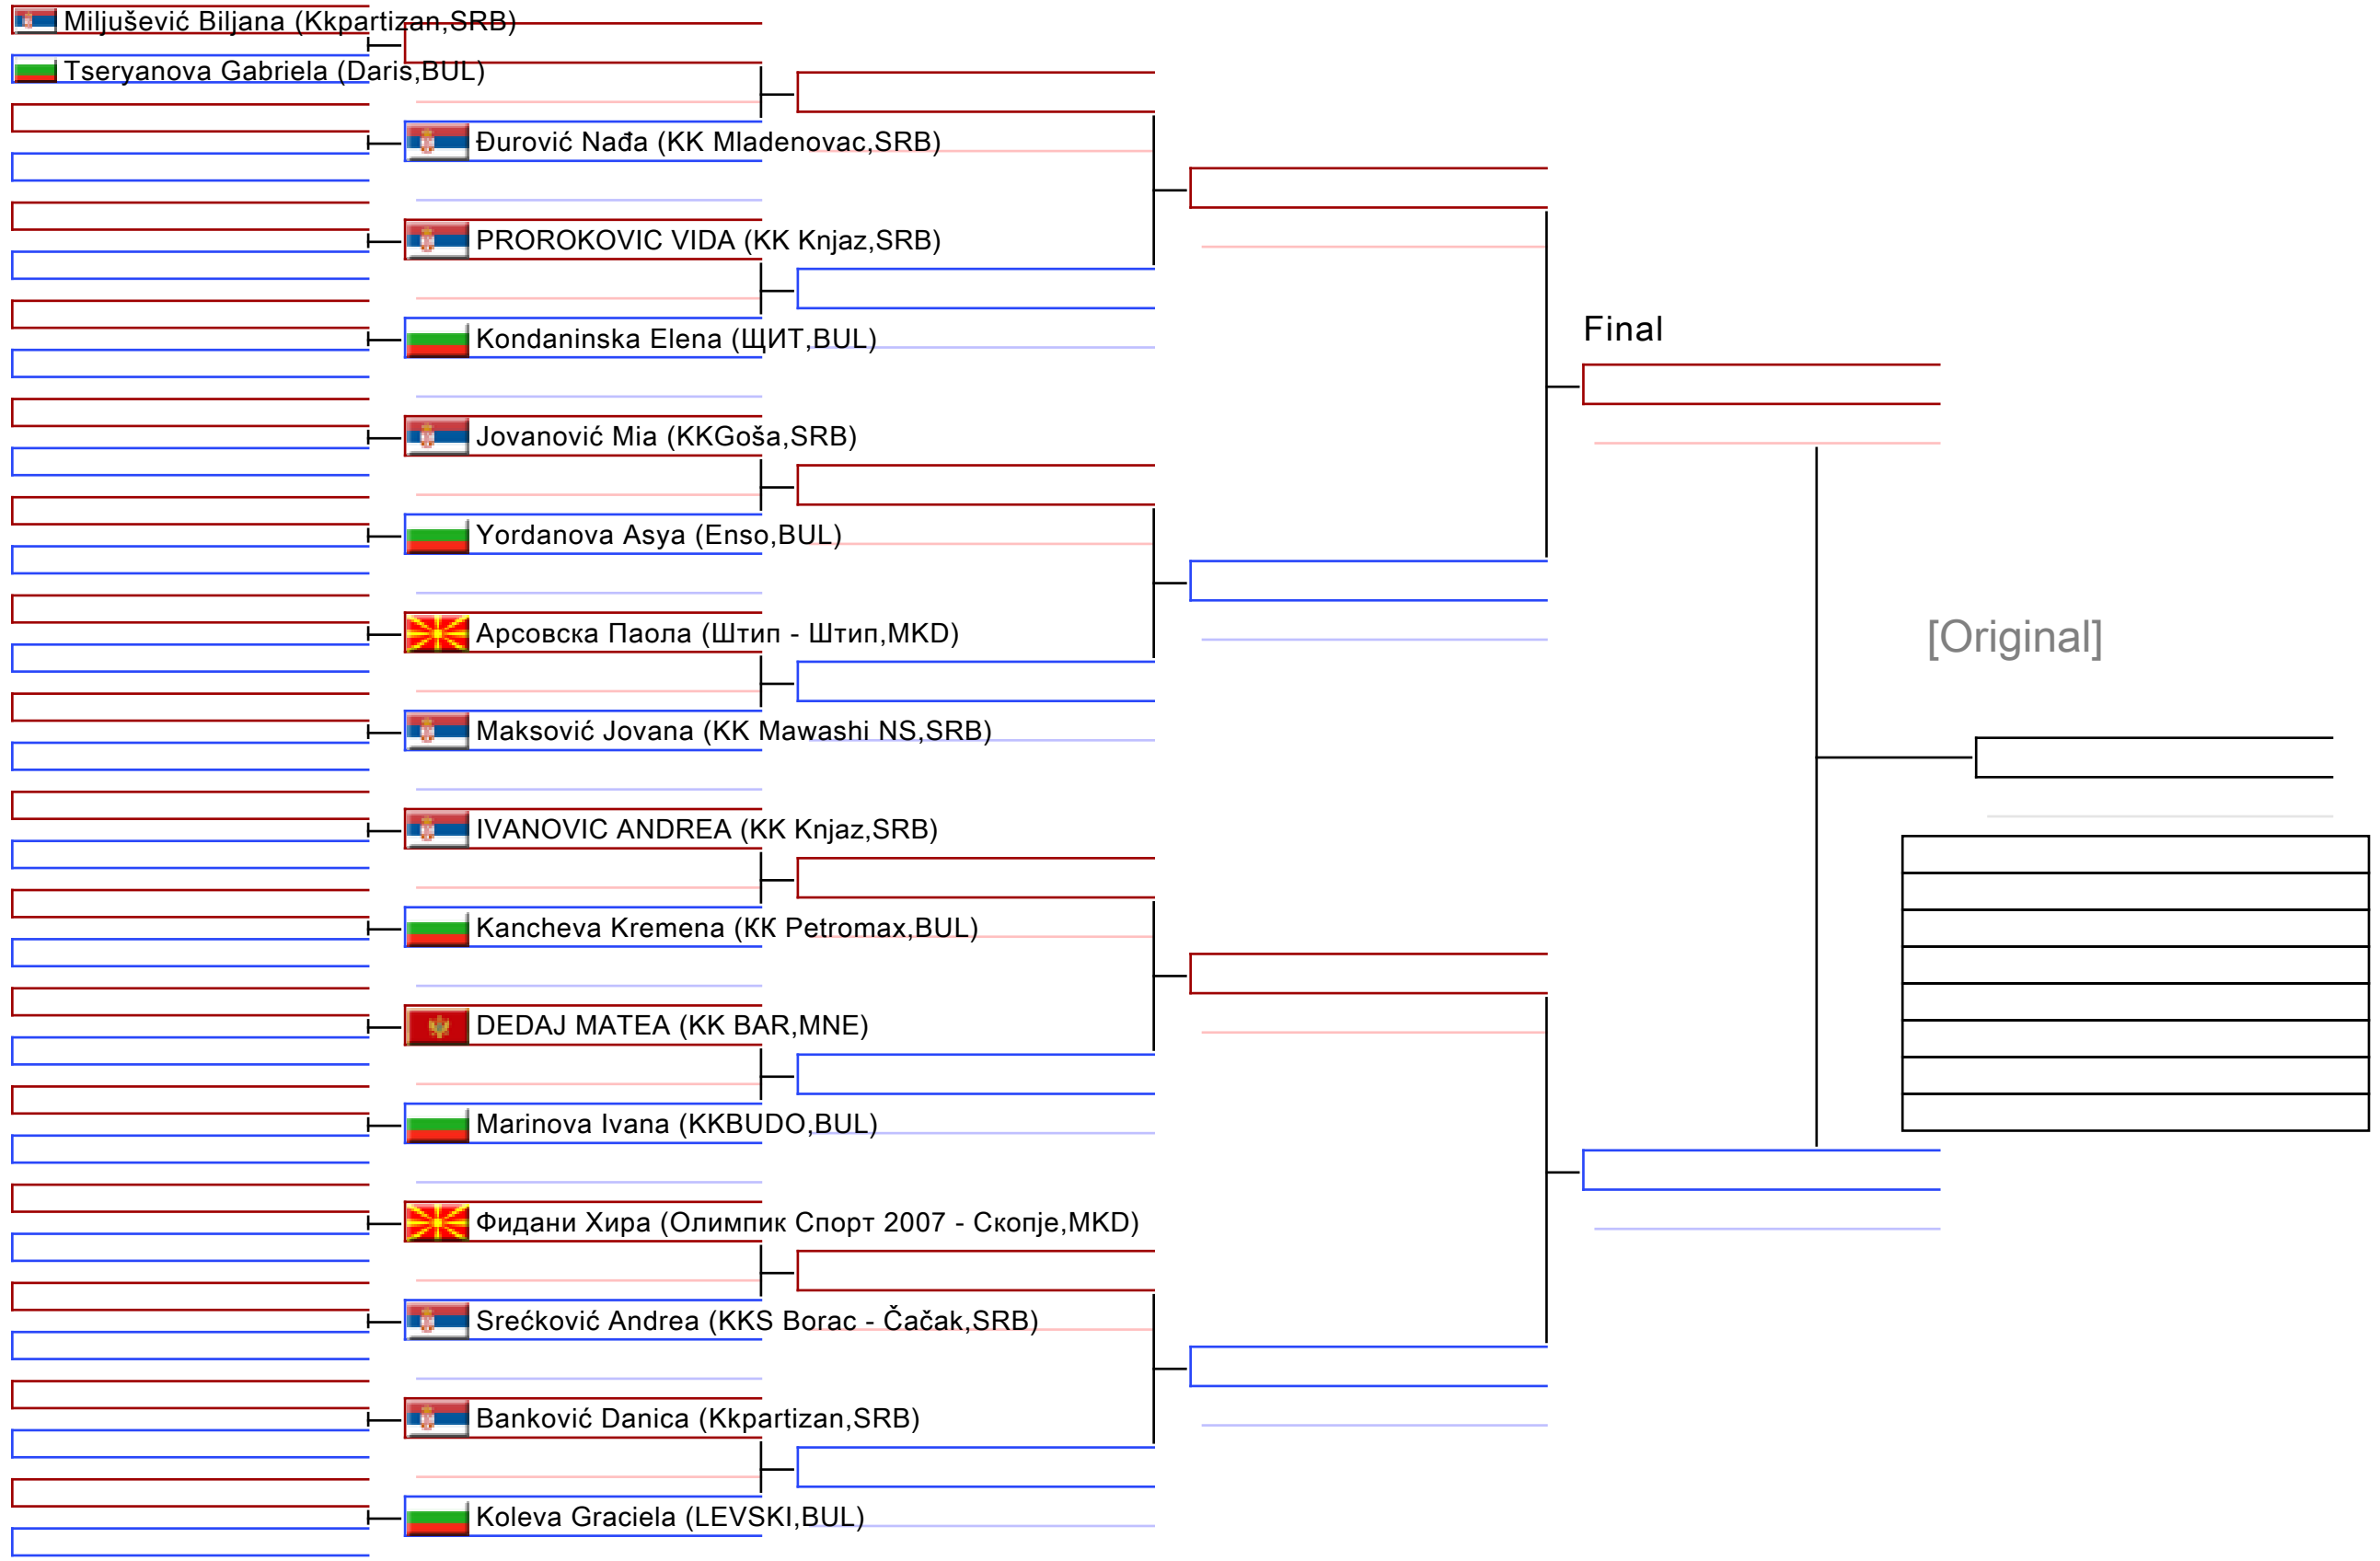 Miljušević Biljana (Kkpartizan,SRB)
Tseryanova Gabriela (Daris,BUL)
Đurović Nađa (KK Mladenovac,SRB)
PROROKOVIC VIDA (KK Knjaz,SRB)
Kondaninska Elena (ЩИТ,BUL)
Final
Jovanović Mia (KKGoša,SRB)
Yordanova Asya (Enso,BUL)
Арсовска Паола (Штип - Штип,MKD)
[Original]
Maksović Jovana (KK Mawashi NS,SRB)
IVANOVIC ANDREA (KK Knjaz,SRB)
Kancheva Kremena (КК Petromax,BUL)
DEDAJ MATEA (KK BAR,MNE)
Marinova Ivana (KKBUDO,BUL)
Фидани Хира (Олимпик Спорт 2007 - Скопје,MKD)
Srećković Andrea (KKS Borac - Čačak,SRB)
Banković Danica (Kkpartizan,SRB)
Koleva Graciela (LEVSKI,BUL)